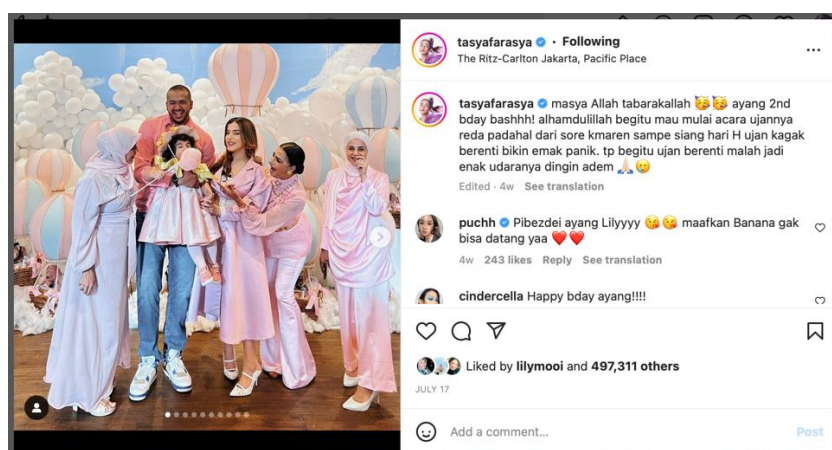 tasyafarasya • Following
The Ritz-Carlton Jakarta, Pacific Place
tasyafarasya masya Allah tabarakallah 🥳🥳 ayang 2nd
bday bashhh! alhamdulillah begitu mau mulai acara ujannya
reda padahal dari sore kmaren sampe siang hari H ujan kagak
berenti bikin emak panik. tp begitu ujan berenti malah jadi
enak udaranya dingin adem 🙏🏻🥲
Edited · 4w See translation
puchh Pibezdei ayang Lilyyyy 😘😘 maafkan Banana gak
bisa datang yaa ❤️❤️
4w 243 likes Reply See translation
cindercella Happy bday ayang!!!!
Liked by lilymooi and 497,311 others
JULY 17
Add a comment...
Post